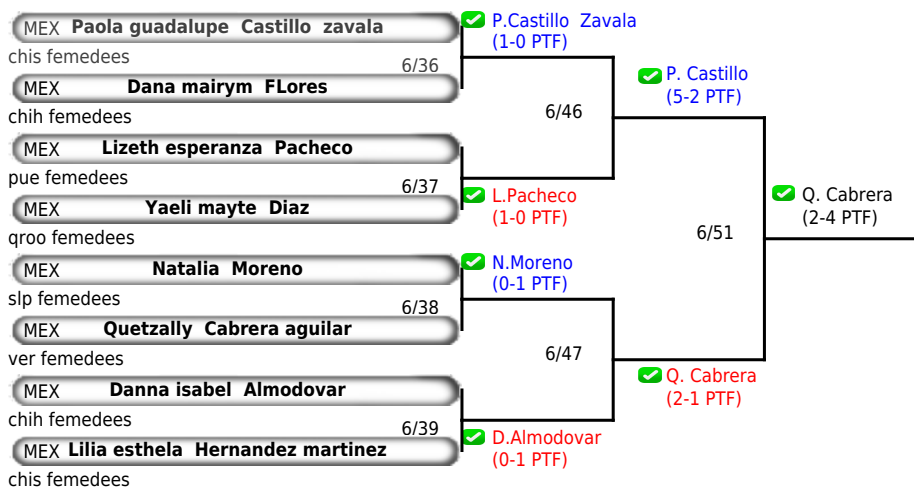 MEX Paola guadalupe Castillo zavala
chis femedees
6/36
MEX Dana mairym FLores
chih femedees
MEX Lizeth esperanza Pacheco
pue femedees
6/37
MEX Yaeli mayte Diaz
qroo femedees
MEX Natalia Moreno
slp femedees
6/38
MEX Quetzally Cabrera aguilar
ver femedees
MEX Danna isabel Almodovar
chih femedees
6/39
MEX Lilia esthela Hernandez martinez
chis femedees
P.Castillo Zavala
(1-0 PTF)
6/46
L.Pacheco
(1-0 PTF)
N.Moreno
(0-1 PTF)
6/47
D.Almodovar
(0-1 PTF)
P. Castillo
(5-2 PTF)
6/51
Q. Cabrera
(2-1 PTF)
Q. Cabrera
(2-4 PTF)